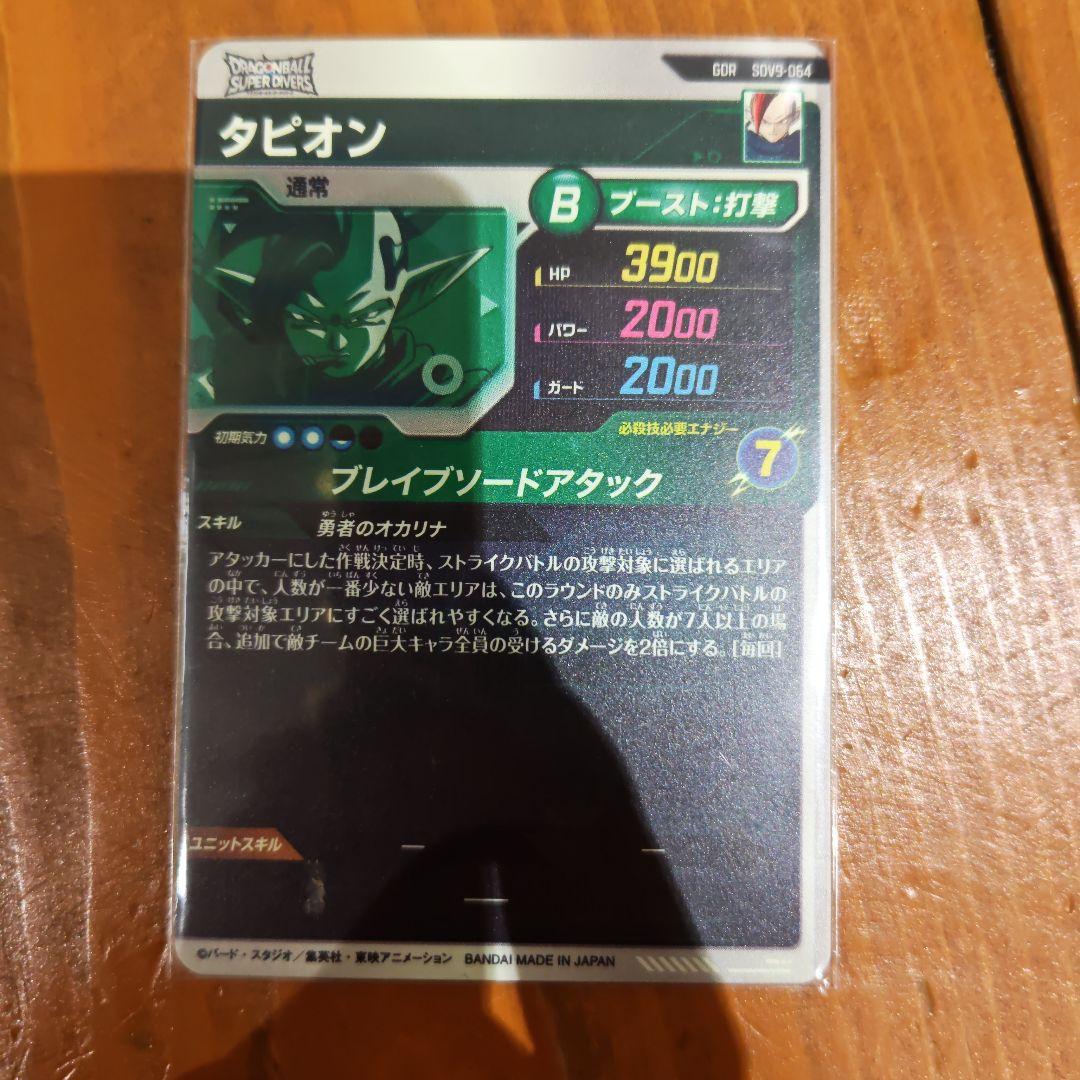 DRAGONBALL
SUPER DIVERS
GDR SDV9-064
タピオン
通常
B ブースト:打撃
HP 3900
パワー 2000
ガード 2000
初期気力
必殺技必要エナジー
7
ブレイブソードアタック
スキル
勇者のオカリナ
アタッカーにした作戦決定時、ストライクバトルの攻撃対象に選ばれるエリア
の中で、人数が一番少ない敵エリアは、このラウンドのみストライクバトルの
攻撃対象エリアにすごく選ばれやすくなる。さらに敵の人数が7人以上の場
合、追加で敵チームの巨大キャラ全員の受けるダメージを2倍にする。[毎回]
ユニットスキル
©バード・スタジオ/集英社・東映アニメーション BANDAI MADE IN JAPAN